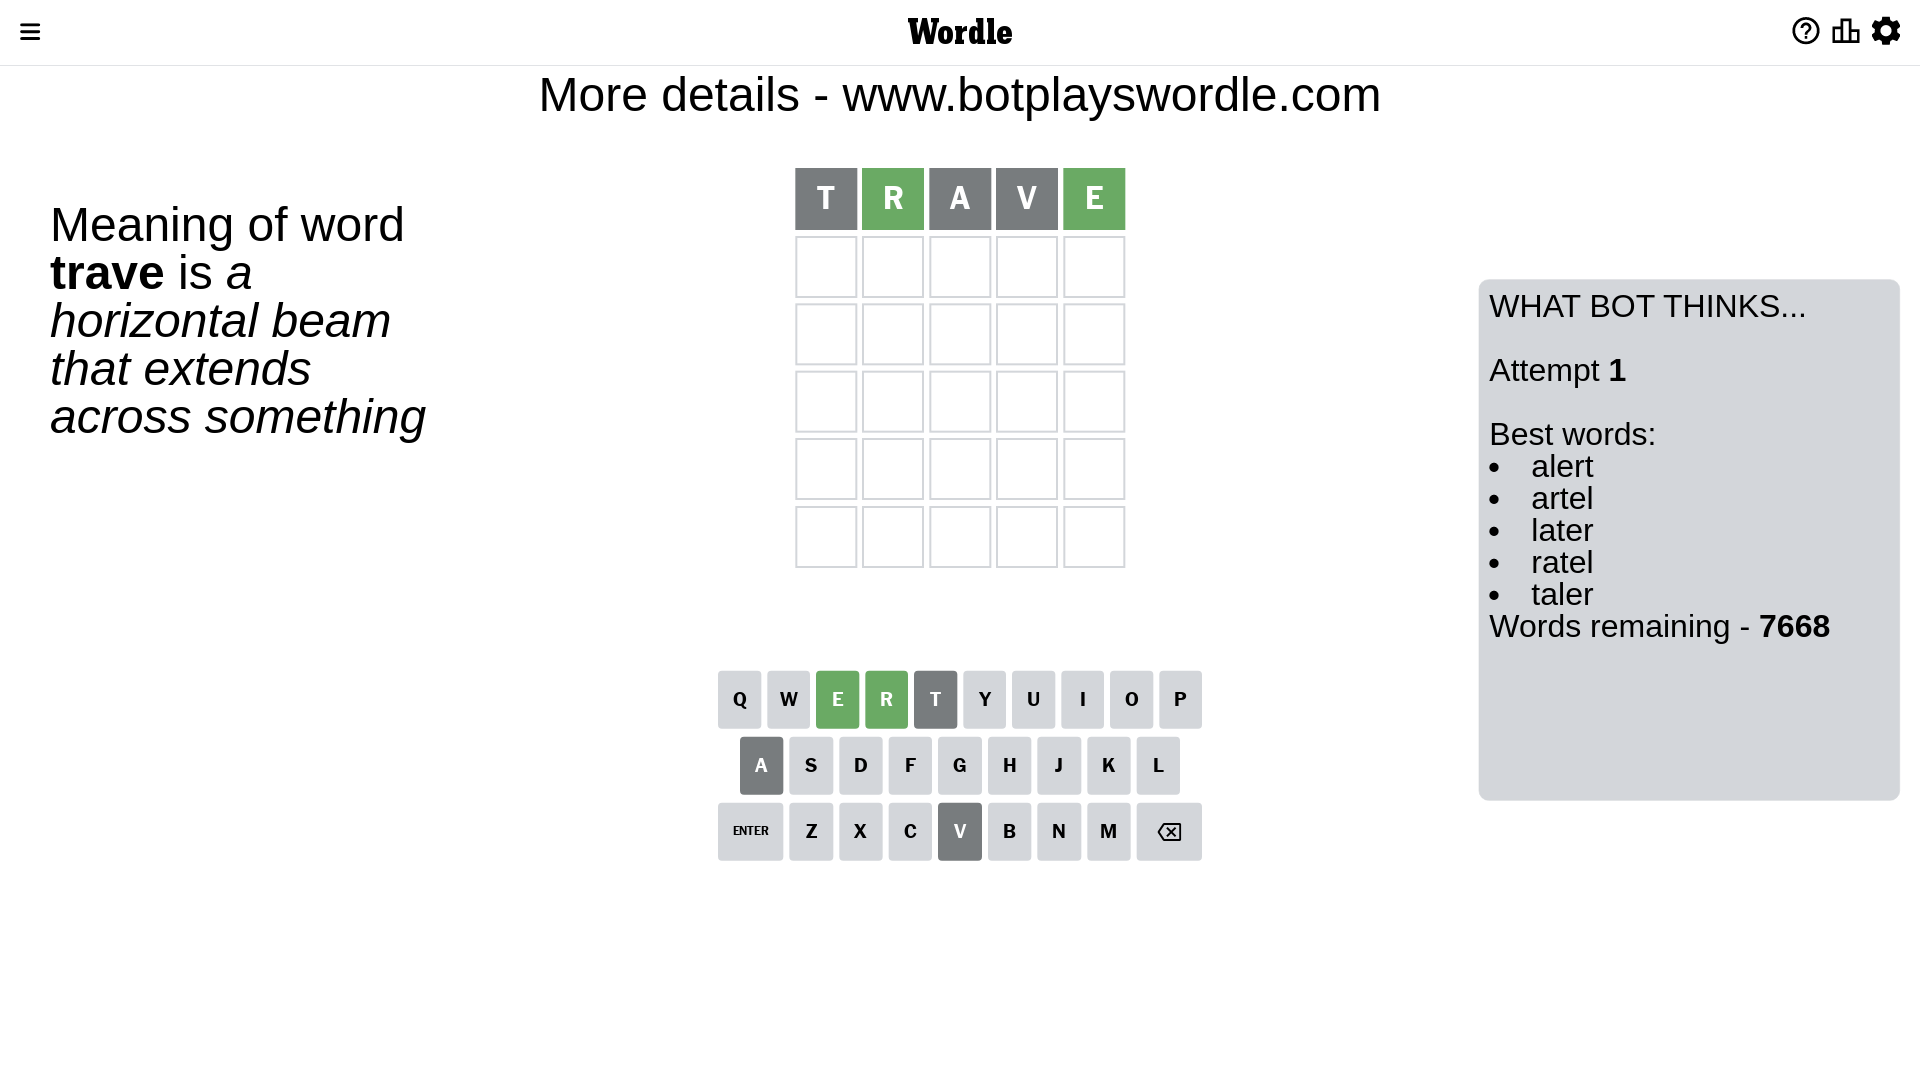 Wordle
More details - www.botplayswordle.com
T R A V E
Meaning of word
trave is a
horizontal beam
that extends
across something
WHAT BOT THINKS...
Attempt 1
Best words:
• alert
• artel
• later
• ratel
• taler
Words remaining - 7668
Q W E R T Y U I O P
A S D F G H J K L
ENTER Z X C V B N M